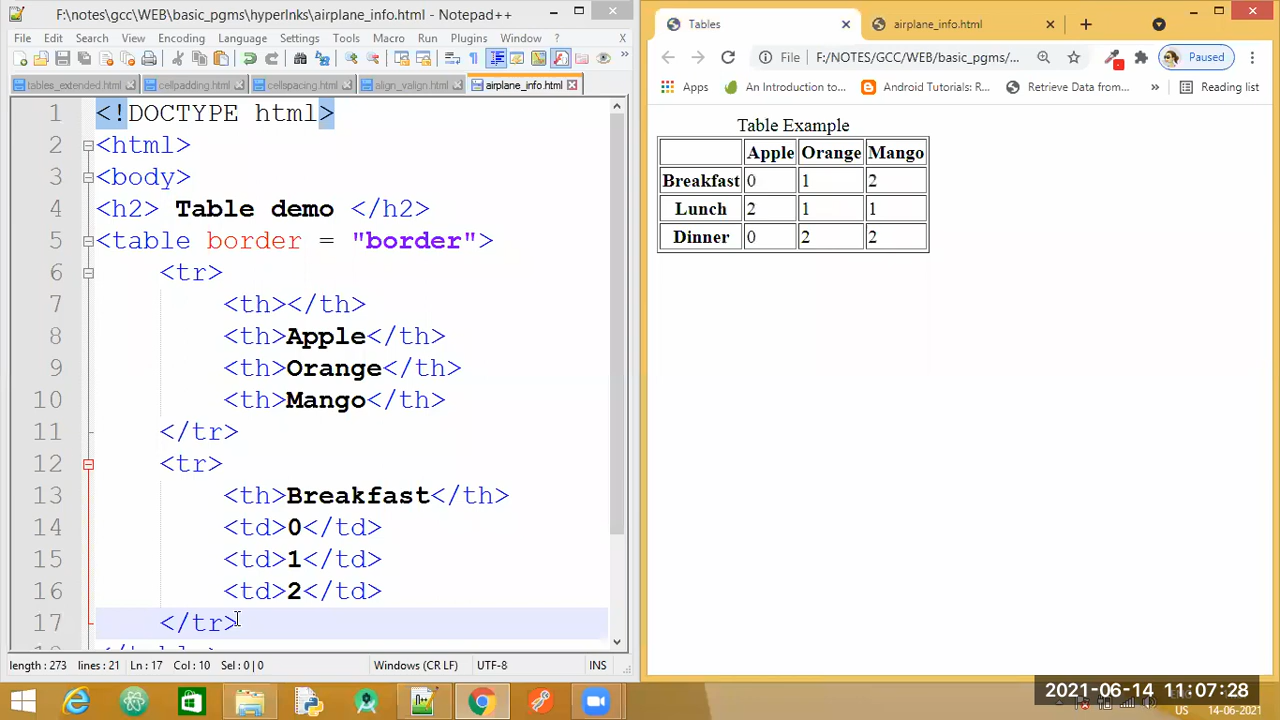 F:\notes\gcc\WEB\basic_pgms\hyperlnks\airplane_info.html - Notepad++
File Edit Search View Encoding Language Settings Tools Macro Run Plugins Window ? X
tables_extended.html cellpadding.html cellspacing.html align_valign.html airplane_info.html
1 <!DOCTYPE html>
2 <html>
3 <body>
4 <h2> Table demo </h2>
5 <table border = "border">
6 <tr>
7 <th></th>
8 <th>Apple</th>
9 <th>Orange</th>
10 <th>Mango</th>
11 </tr>
12 <tr>
13 <th>Breakfast</th>
14 <td>0</td>
15 <td>1</td>
16 <td>2</td>
17 </tr>
length : 273 lines : 21 Ln : 17 Col : 10 Sel : 0 | 0 Windows (CR LF) UTF-8 INS
Tables airplane_info.html
File F:/NOTES/GCC/WEB/basic_pgms/... Paused
Apps An Introduction to... Android Tutorials: R... Retrieve Data from... » Reading list
Table Example
Apple Orange Mango
Breakfast 0 1 2
Lunch 2 1 1
Dinner 0 2 2
2021-06-14 11:07:28
US 14-06-2021